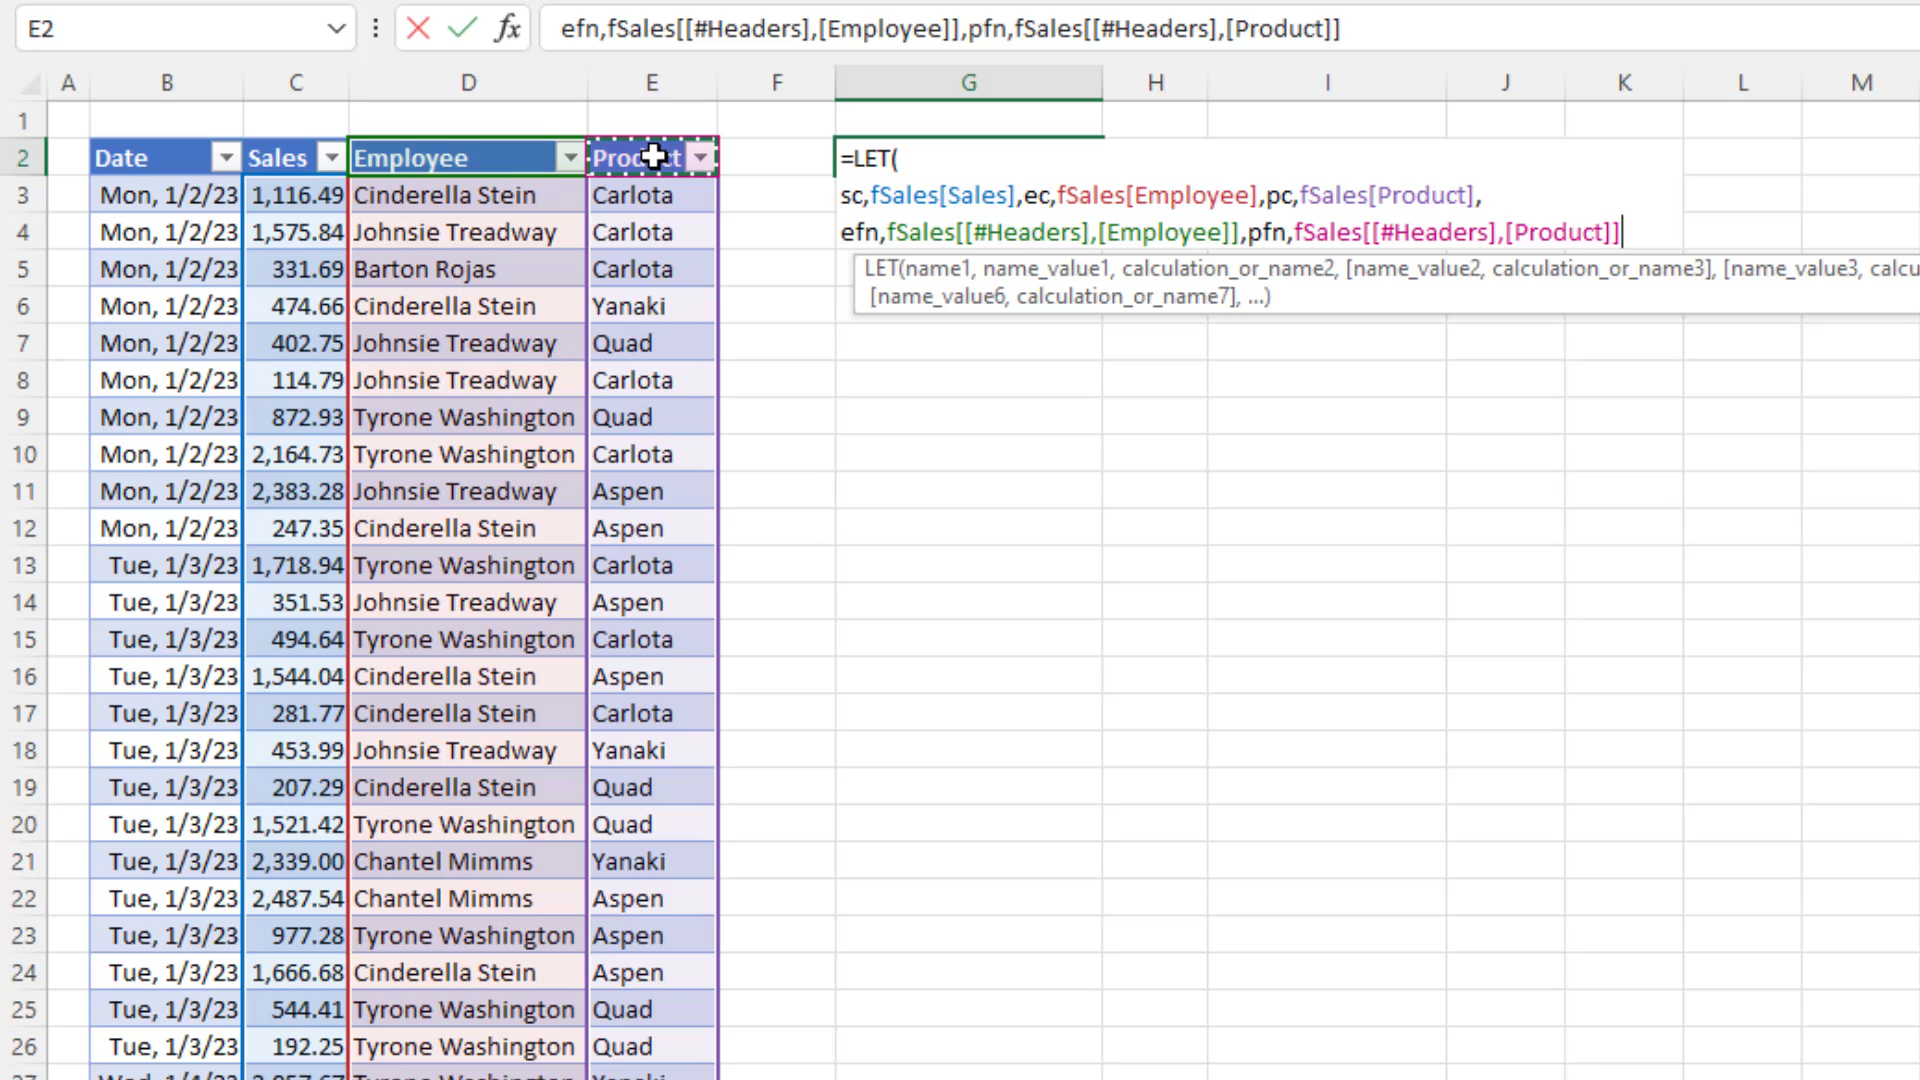 E2 fx efn,fSales[[#Headers],[Employee]],pfn,fSales[[#Headers],[Product]]
A B C D E F G H I J K L M
1
2 Date Sales Employee Product =LET(
3 Mon, 1/2/23 1,116.49 Cinderella Stein Carlota sc,fSales[Sales],ec,fSales[Employee],pc,fSales[Product],
4 Mon, 1/2/23 1,575.84 Johnsie Treadway Carlota efn,fSales[[#Headers],[Employee]],pfn,fSales[[#Headers],[Product]]
5 Mon, 1/2/23 331.69 Barton Rojas Carlota LET(name1, name_value1, calculation_or_name2, [name_value2, calculation_or_name3], [name_value3, calcu
6 Mon, 1/2/23 474.66 Cinderella Stein Yanaki [name_value6, calculation_or_name7], ...)
7 Mon, 1/2/23 402.75 Johnsie Treadway Quad
8 Mon, 1/2/23 114.79 Johnsie Treadway Carlota
9 Mon, 1/2/23 872.93 Tyrone Washington Quad
10 Mon, 1/2/23 2,164.73 Tyrone Washington Carlota
11 Mon, 1/2/23 2,383.28 Johnsie Treadway Aspen
12 Mon, 1/2/23 247.35 Cinderella Stein Aspen
13 Tue, 1/3/23 1,718.94 Tyrone Washington Carlota
14 Tue, 1/3/23 351.53 Johnsie Treadway Aspen
15 Tue, 1/3/23 494.64 Tyrone Washington Carlota
16 Tue, 1/3/23 1,544.04 Cinderella Stein Aspen
17 Tue, 1/3/23 281.77 Cinderella Stein Carlota
18 Tue, 1/3/23 453.99 Johnsie Treadway Yanaki
19 Tue, 1/3/23 207.29 Cinderella Stein Quad
20 Tue, 1/3/23 1,521.42 Tyrone Washington Quad
21 Tue, 1/3/23 2,339.00 Chantel Mimms Yanaki
22 Tue, 1/3/23 2,487.54 Chantel Mimms Aspen
23 Tue, 1/3/23 977.28 Tyrone Washington Aspen
24 Tue, 1/3/23 1,666.68 Cinderella Stein Aspen
25 Tue, 1/3/23 544.41 Tyrone Washington Quad
26 Tue, 1/3/23 192.25 Tyrone Washington Quad